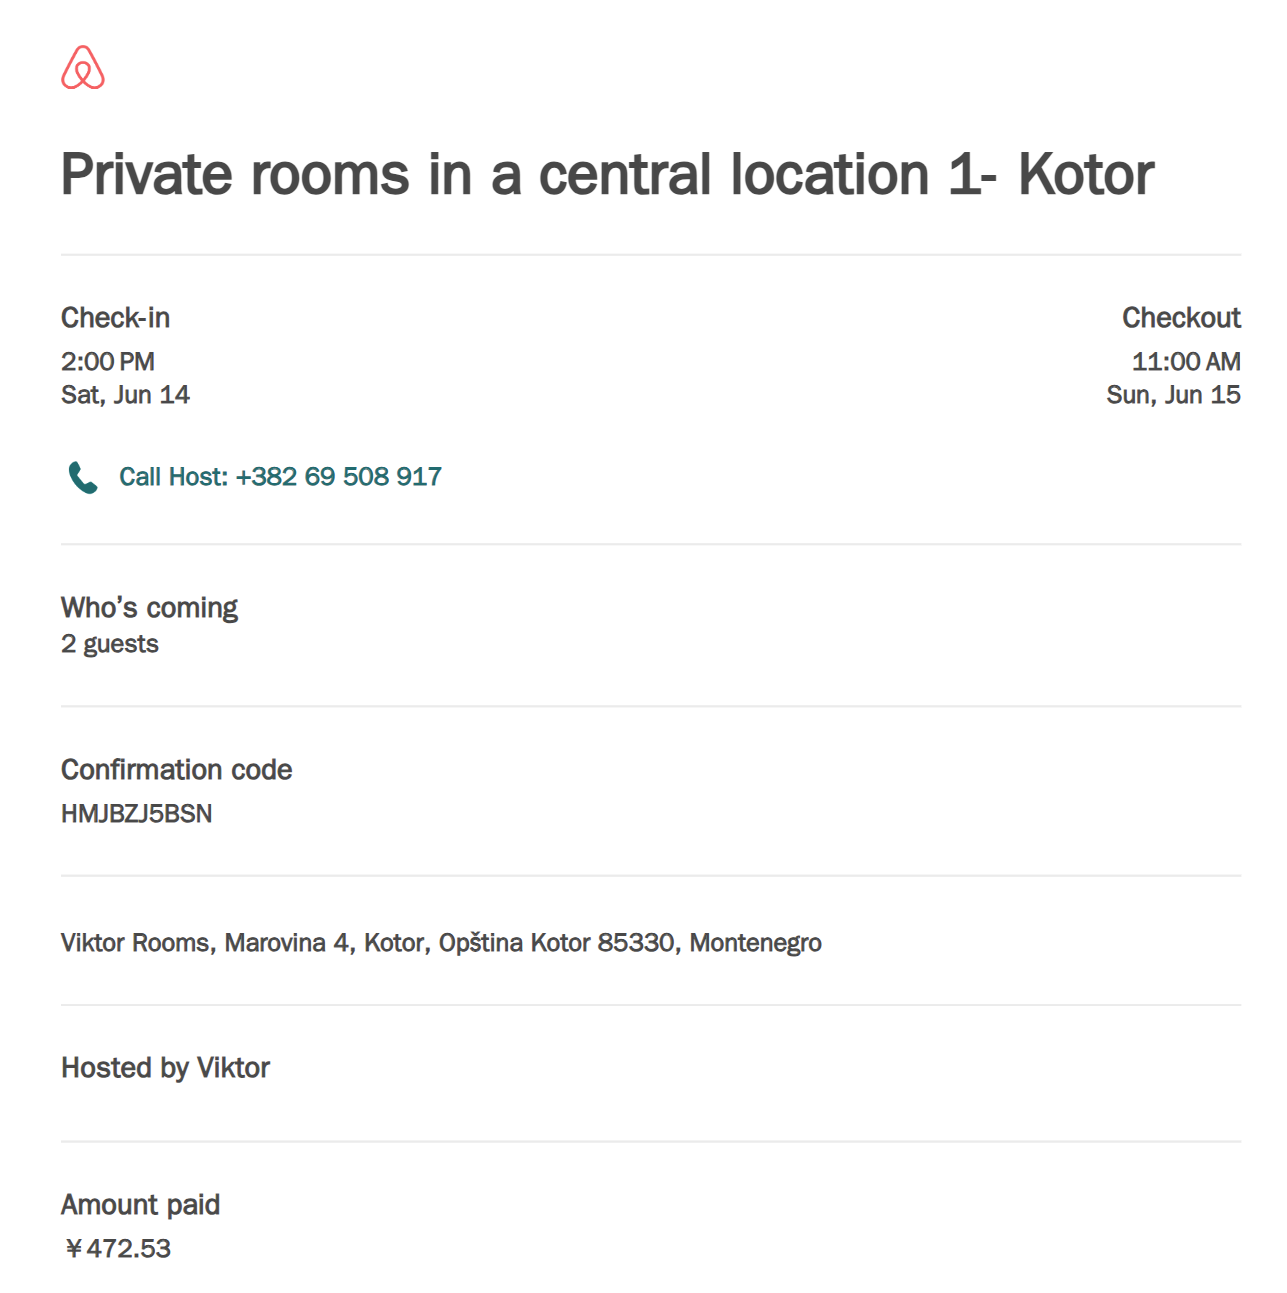 Private rooms in a central location 1- Kotor
Check-in
Checkout
2:00 PM
11:00 AM
Sat, Jun 14
Sun, Jun 15
Call Host: +382 69 508 917
Who’s coming
2 guests
Confirmation code
HMJBZJ5BSN
Viktor Rooms, Marovina 4, Kotor, Opština Kotor 85330, Montenegro
Hosted by Viktor
Amount paid
￥472.53